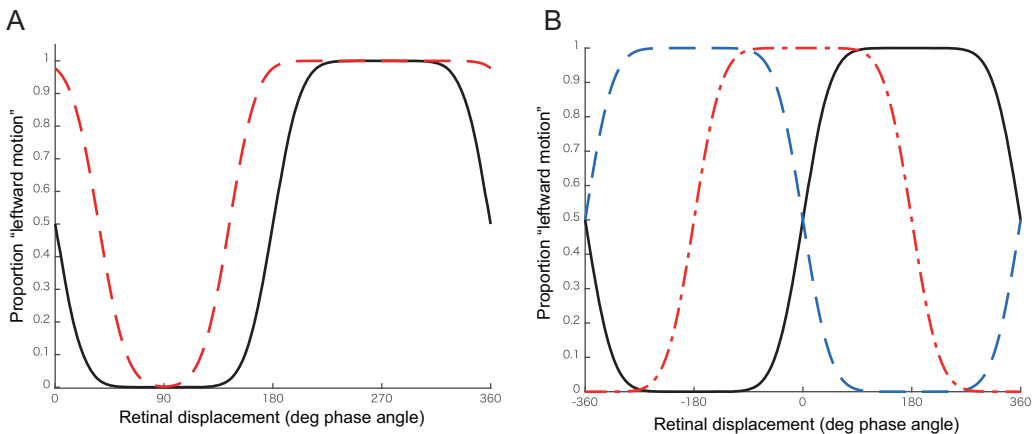 A
Proportion “leftward motion”
1
0.9
0.8
0.7
0.6
0.5
0.4
0.3
0.2
0.1
0
0 90 180 270 360
Retinal displacement (deg phase angle)
B
Proportion “leftward motion”
1
0.9
0.8
0.7
0.6
0.5
0.4
0.3
0.2
0.1
0
-360 -180 0 180 360
Retinal displacement (deg phase angle)